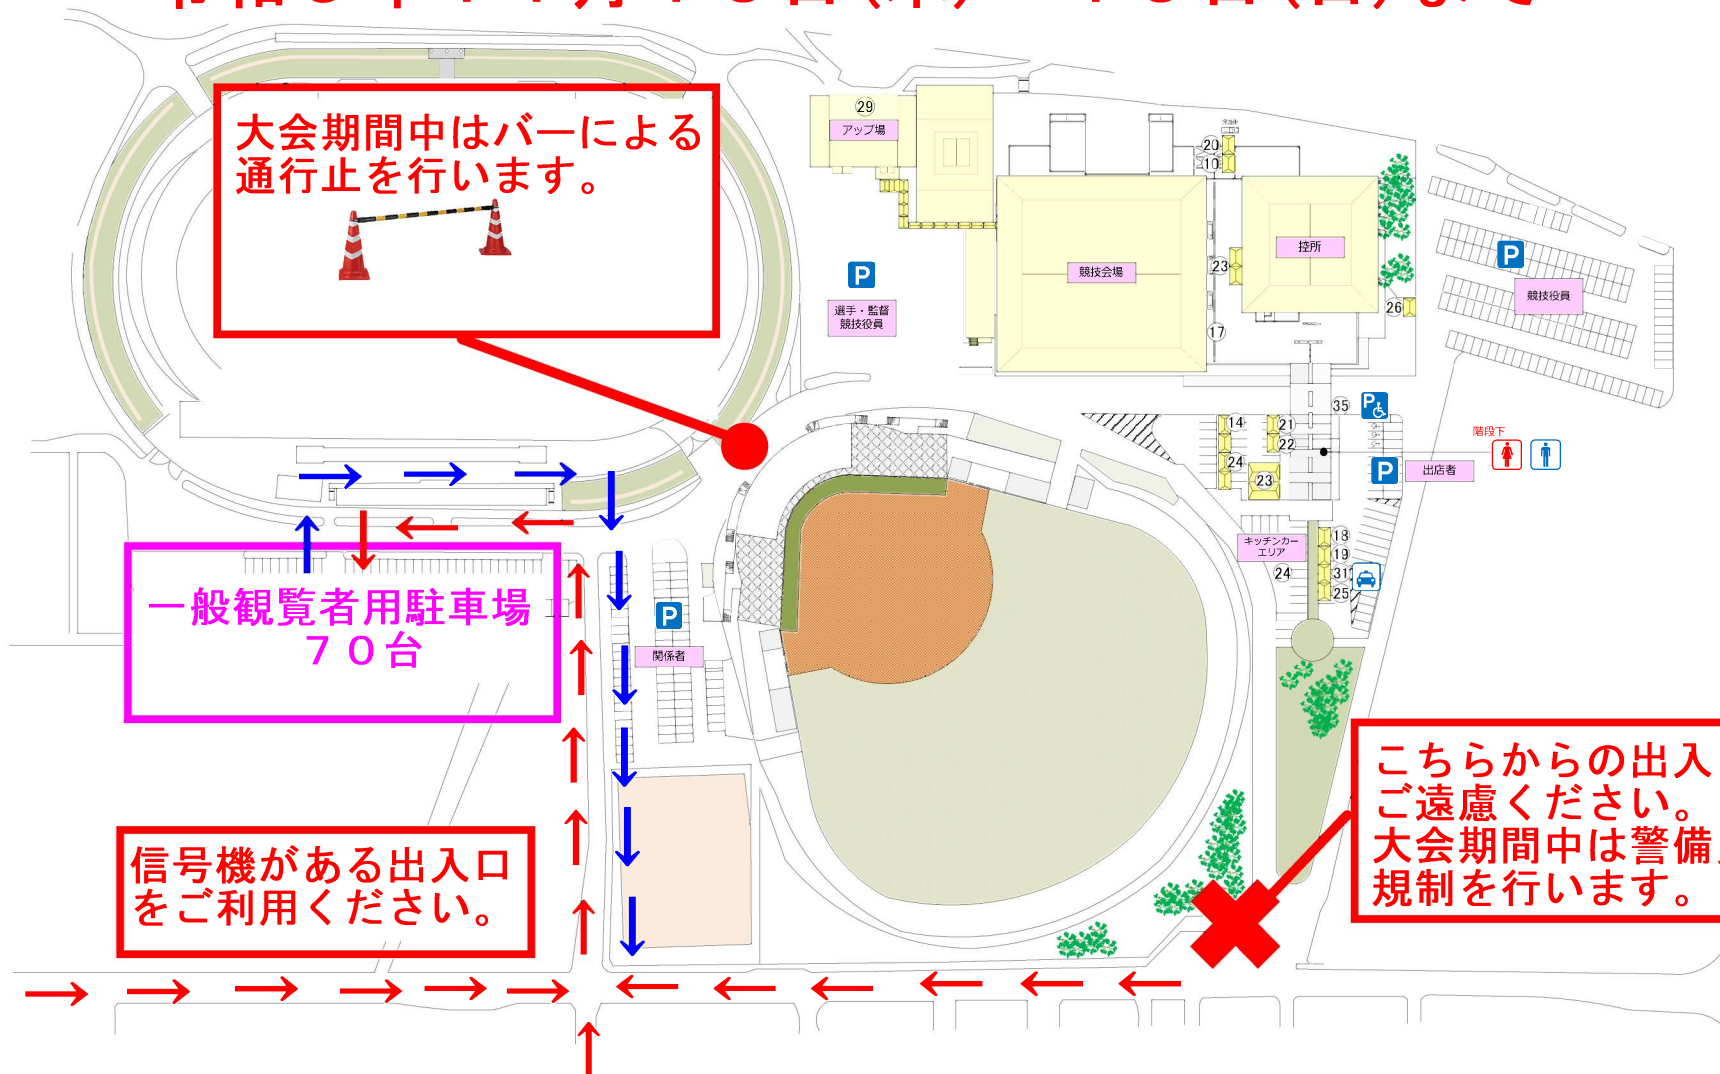 大会期間中はバーによる
通行止を行います。
29
アップ場
20
10
控所
競技会場
23
26
17
P
選手・監督
競技役員
P
競技役員
35
P
14
21
22
24
23
階段下
P
出店者
キッチンカー
エリア
18
19
24
31
25
一般観覧者用駐車場
70台
P
関係者
こちらからの出入
ご遠慮ください。
大会期間中は警備
規制を行います。
信号機がある出入口
をご利用ください。